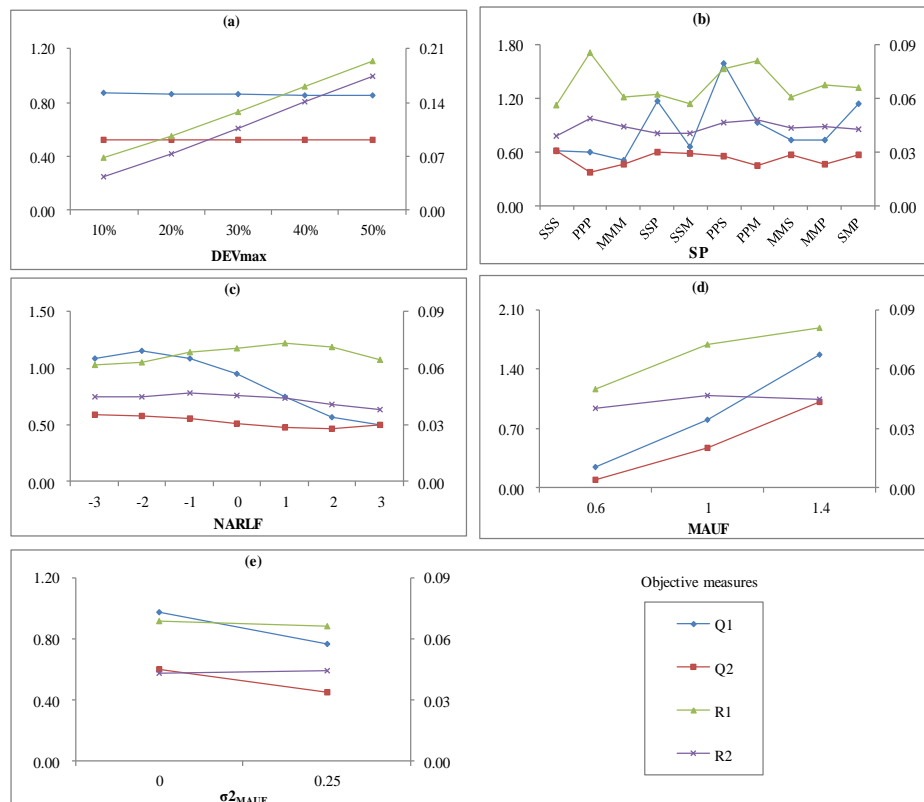 (a)
1.20
0.80
0.40
0.00
0.21
0.14
0.07
0.00
10% 20% 30% 40% 50%
DEVmax
(b)
1.80
1.20
0.60
0.00
0.09
0.06
0.03
0.00
SSS PPP MMM SSP SSM PPS PPM MMS MMP SMP
SP
(c)
1.50
1.00
0.50
0.00
0.09
0.06
0.03
0.00
-3 -2 -1 0 1 2 3
NARLF
(d)
2.10
1.40
0.70
0.00
0.09
0.06
0.03
0.00
0.6 1 1.4
MAUF
(e)
1.20
0.80
0.40
0.00
0.09
0.06
0.03
0.00
0 0.25
σ2MAUF
Objective measures
Q1
Q2
R1
R2